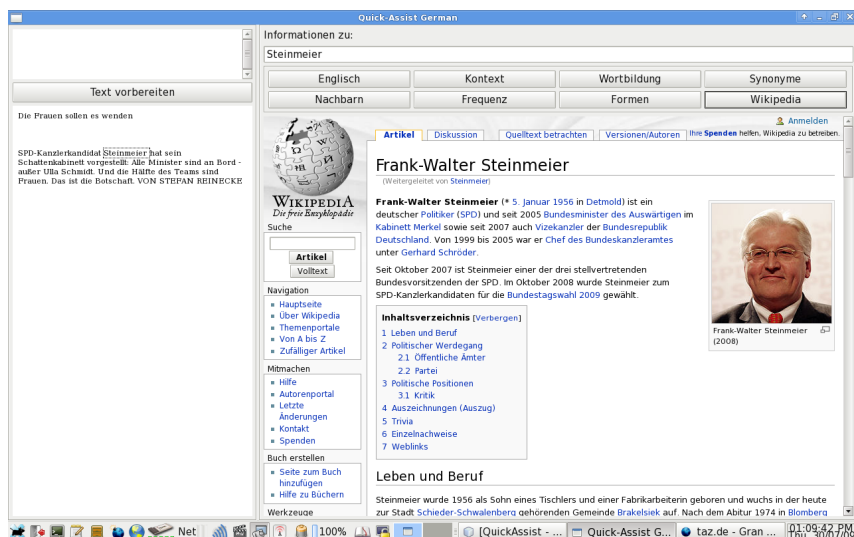 Quick-Assist German
Informationen zu:
Steinmeier
Englisch Kontext Wortbildung Synonyme
Nachbarn Frequenz Formen Wikipedia
Text vorbereiten
Die Frauen sollen es wenden
SPD-Kanzlerkandidat Steinmeier hat sein
Schattenkabinett vorgestellt: Alle Minister sind an Bord -
außer Ulla Schmidt. Und die Hälfte des Teams sind
Frauen. Das ist die Botschaft. VON STEFAN REINECKE
Anmelden
Artikel Diskussion Quelltext betrachten Versionen/Autoren Ihre Spenden helfen, Wikipedia zu betreiben.
WIKIPEDIA
Die freie Enzyklopädie
Suche
Artikel
Volltext
Navigation
Hauptseite
Über Wikipedia
Themenportale
Von A bis Z
Zufälliger Artikel
Mitmachen
Hilfe
Autorenportal
Letzte
Änderungen
Kontakt
Spenden
Buch erstellen
Seite zum Buch
hinzufügen
Hilfe zu Büchern
Werkzeuge
Frank-Walter Steinmeier
(Weitergeleitet von Steinmeier)
Frank-Walter Steinmeier (* 5. Januar 1956 in Detmold) ist ein
deutscher Politiker (SPD) und seit 2005 Bundesminister des Auswärtigen im
Kabinett Merkel sowie seit 2007 auch Vizekanzler der Bundesrepublik
Deutschland. Von 1999 bis 2005 war er Chef des Bundeskanzleramtes
unter Gerhard Schröder.
Seit Oktober 2007 ist Steinmeier einer der drei stellvertretenden
Bundesvorsitzenden der SPD. Im Oktober 2008 wurde Steinmeier zum
SPD-Kanzlerkandidaten für die Bundestagswahl 2009 gewählt.
Frank-Walter Steinmeier
(2008)
Inhaltsverzeichnis [Verbergen]
1 Leben und Beruf
2 Politischer Werdegang
2.1 Öffentliche Ämter
2.2 Partei
3 Politische Positionen
3.1 Kritik
4 Auszeichnungen (Auszug)
5 Trivia
6 Einzelnachweise
7 Weblinks
Leben und Beruf
Steinmeier wurde 1956 als Sohn eines Tischlers und einer Fabrikarbeiterin geboren und wuchs in der heute
zur Stadt Schieder-Schwalenberg gehörenden Gemeinde Brakelsiek auf. Nach dem Abitur 1974 in Blomberg
Net 100% [QuickAssist - ... Quick-Assist G... taz.de - Gran ... 01:09:42 PM
Thu, 30/07/09